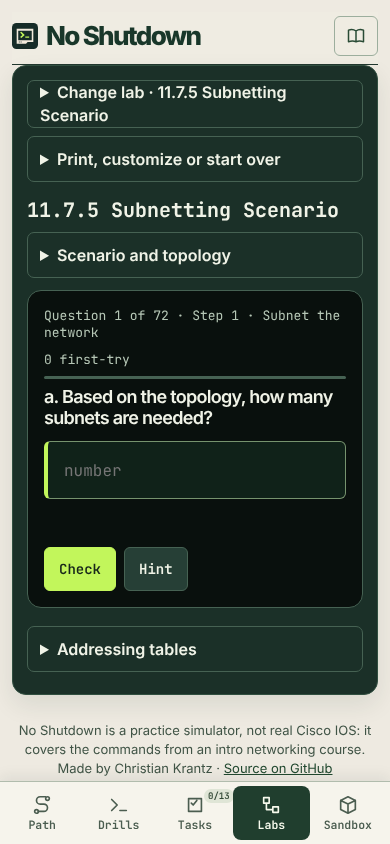 No Shutdown
▶ Change lab · 11.7.5 Subnetting
Scenario
▶ Print, customize or start over
11.7.5 Subnetting Scenario
▶ Scenario and topology
Question 1 of 72 · Step 1 · Subnet the
network
0 first-try
a. Based on the topology, how many
subnets are needed?
number
Check Hint
▶ Addressing tables
No Shutdown is a practice simulator, not real Cisco IOS: it
covers the commands from an intro networking course.
Made by Christian Krantz · Source on GitHub
0/13
Path Drills Tasks Labs Sandbox